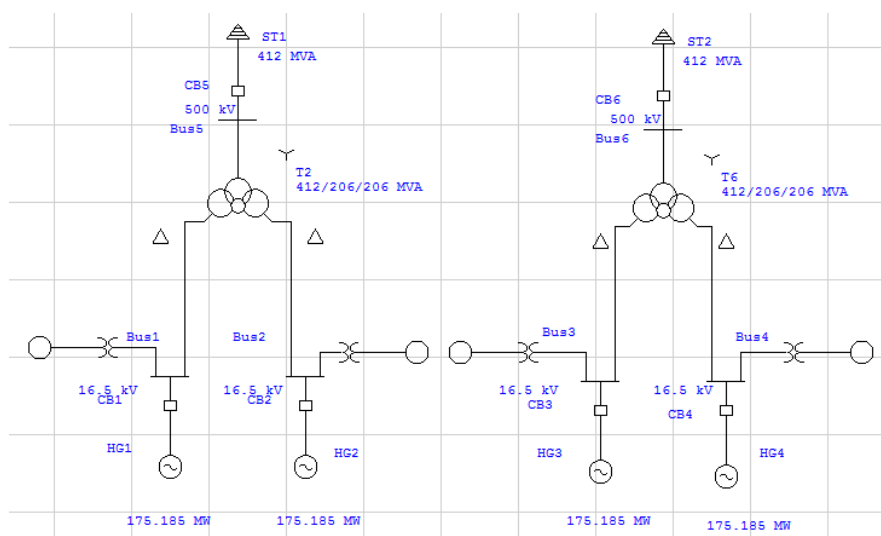 ST1
412 MVA
CB5
500 kV
Bus5
T2
412/206/206 MVA
Bus1
Bus2
16.5 kV
CB1
16.5 kV
CB2
HG1
HG2
175.185 MW
175.185 MW
ST2
412 MVA
CB6
500 kV
Bus6
T6
412/206/206 MVA
Bus3
Bus4
16.5 kV
CB3
16.5 kV
CB4
HG3
HG4
175.185 MW
175.185 MW